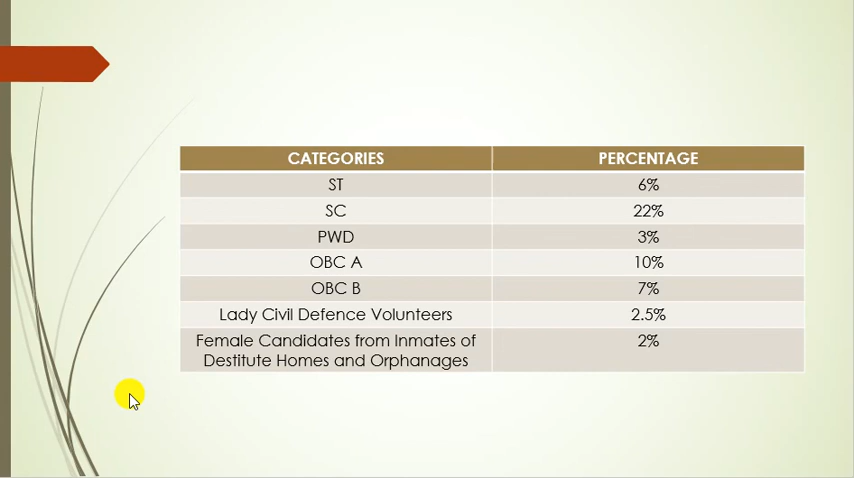 CATEGORIES PERCENTAGE
ST 6%
SC 22%
PWD 3%
OBC A 10%
OBC B 7%
Lady Civil Defence Volunteers 2.5%
Female Candidates from Inmates of 2%
Destitute Homes and Orphanages